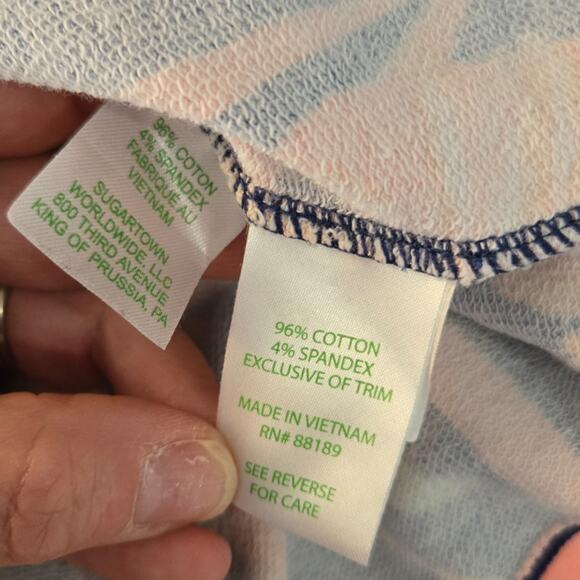 96% COTTON
4% SPANDEX
FABRIQUE AU
VIETNAM
SUGARTOWN
WORLDWIDE, LLC
800 THIRD AVENUE
KING OF PRUSSIA, PA
96% COTTON
4% SPANDEX
EXCLUSIVE OF TRIM
MADE IN VIETNAM
RN# 88189
SEE REVERSE
FOR CARE